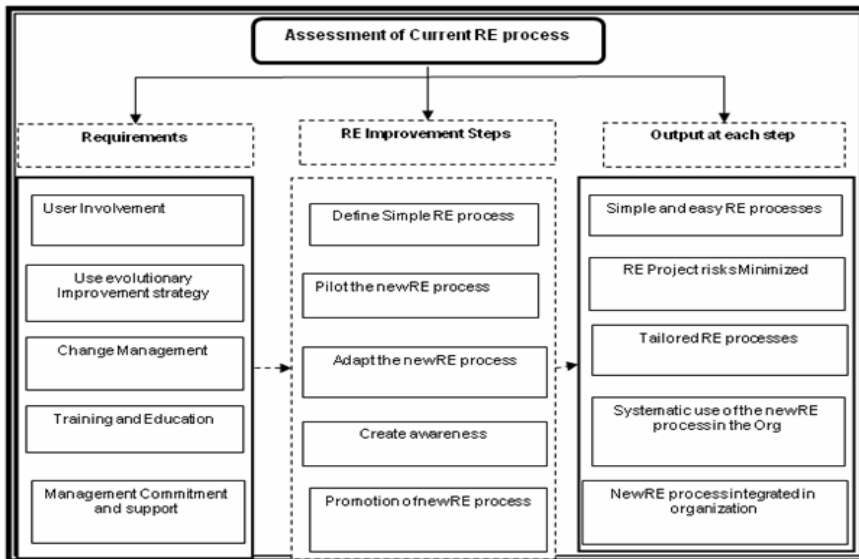 Assessment of Current RE process
Requirements
RE Improvement Steps
Output at each step
User Involvement
Use evolutionary
Improvement strategy
Change Management
Training and Education
Management Commitment
and support
Define Simple RE process
Pilot the newRE process
Adapt the newRE process
Create awareness
Promotion of newRE process
Simple and easy RE processes
RE Project risks Minimized
Tailored RE processes
Systematic use of the newRE
process in the Org
NewRE process integrated in
organization